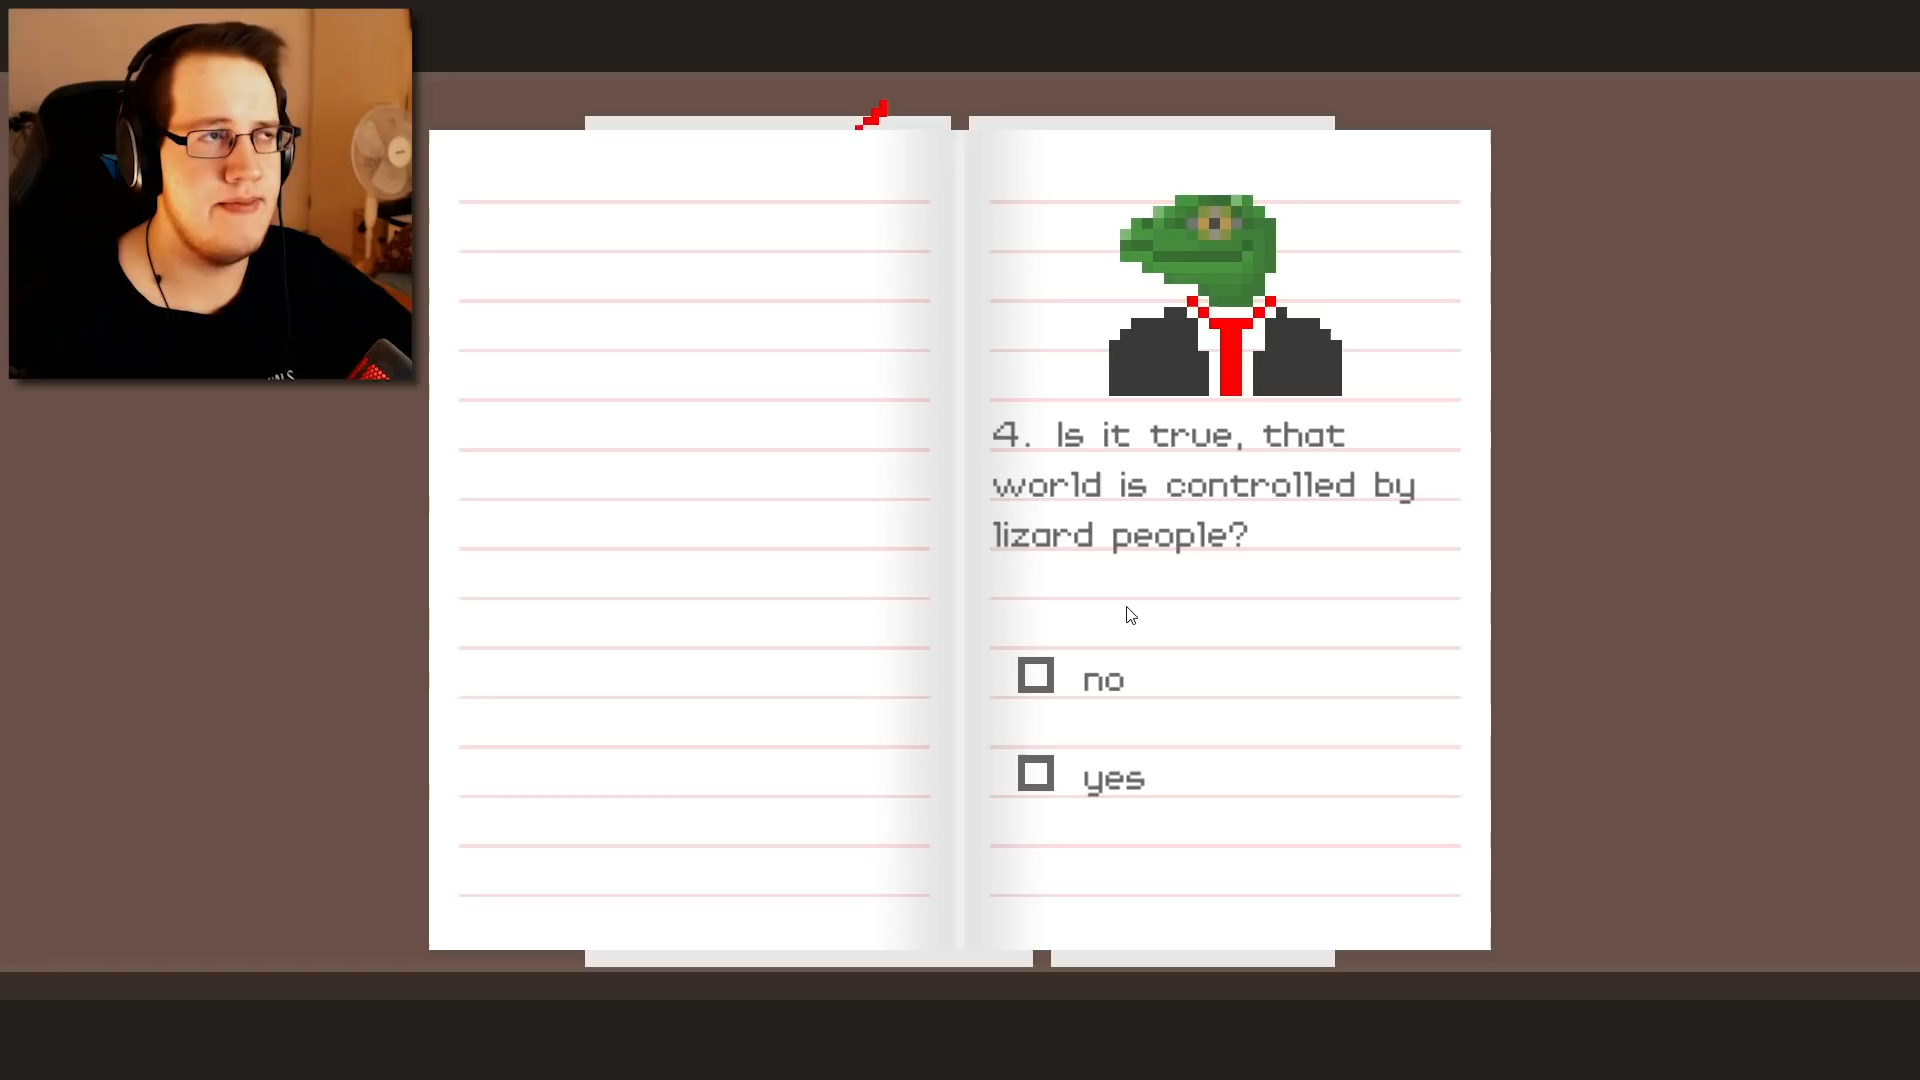 4. Is it true, that
world is controlled by
lizard people?
no
yes